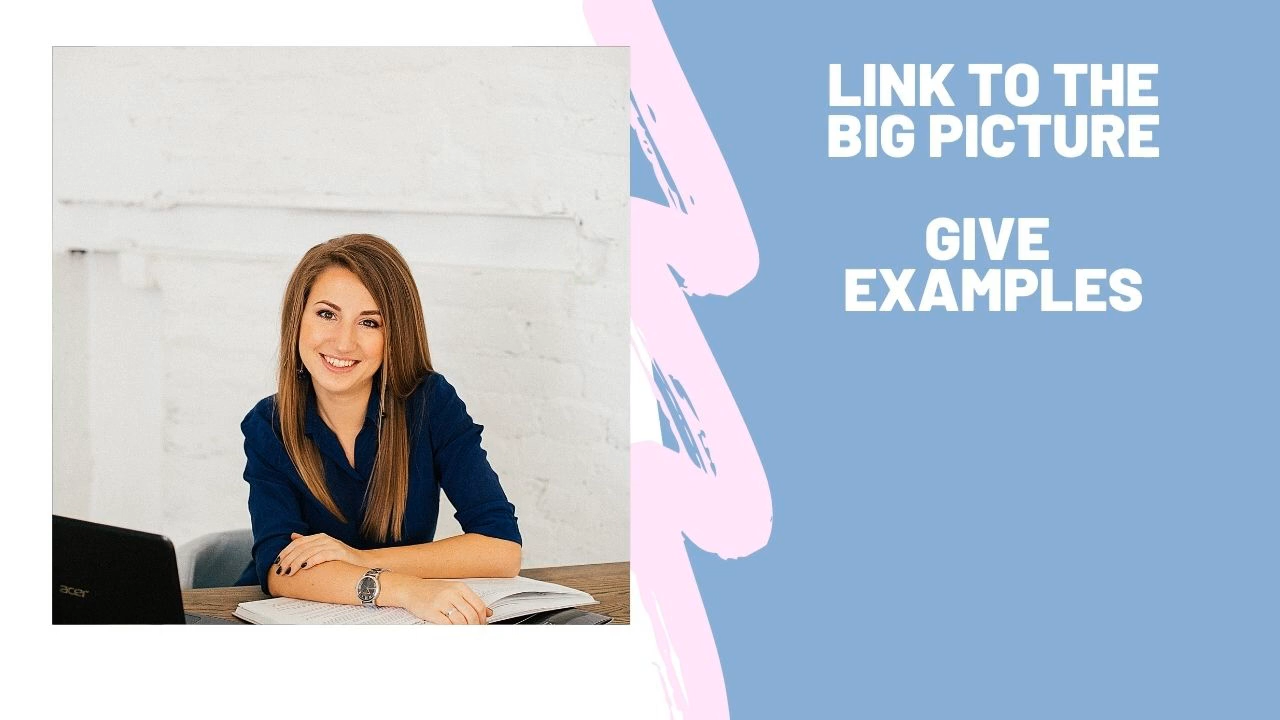 LINK TO THE
BIG PICTURE
GIVE
EXAMPLES
acer